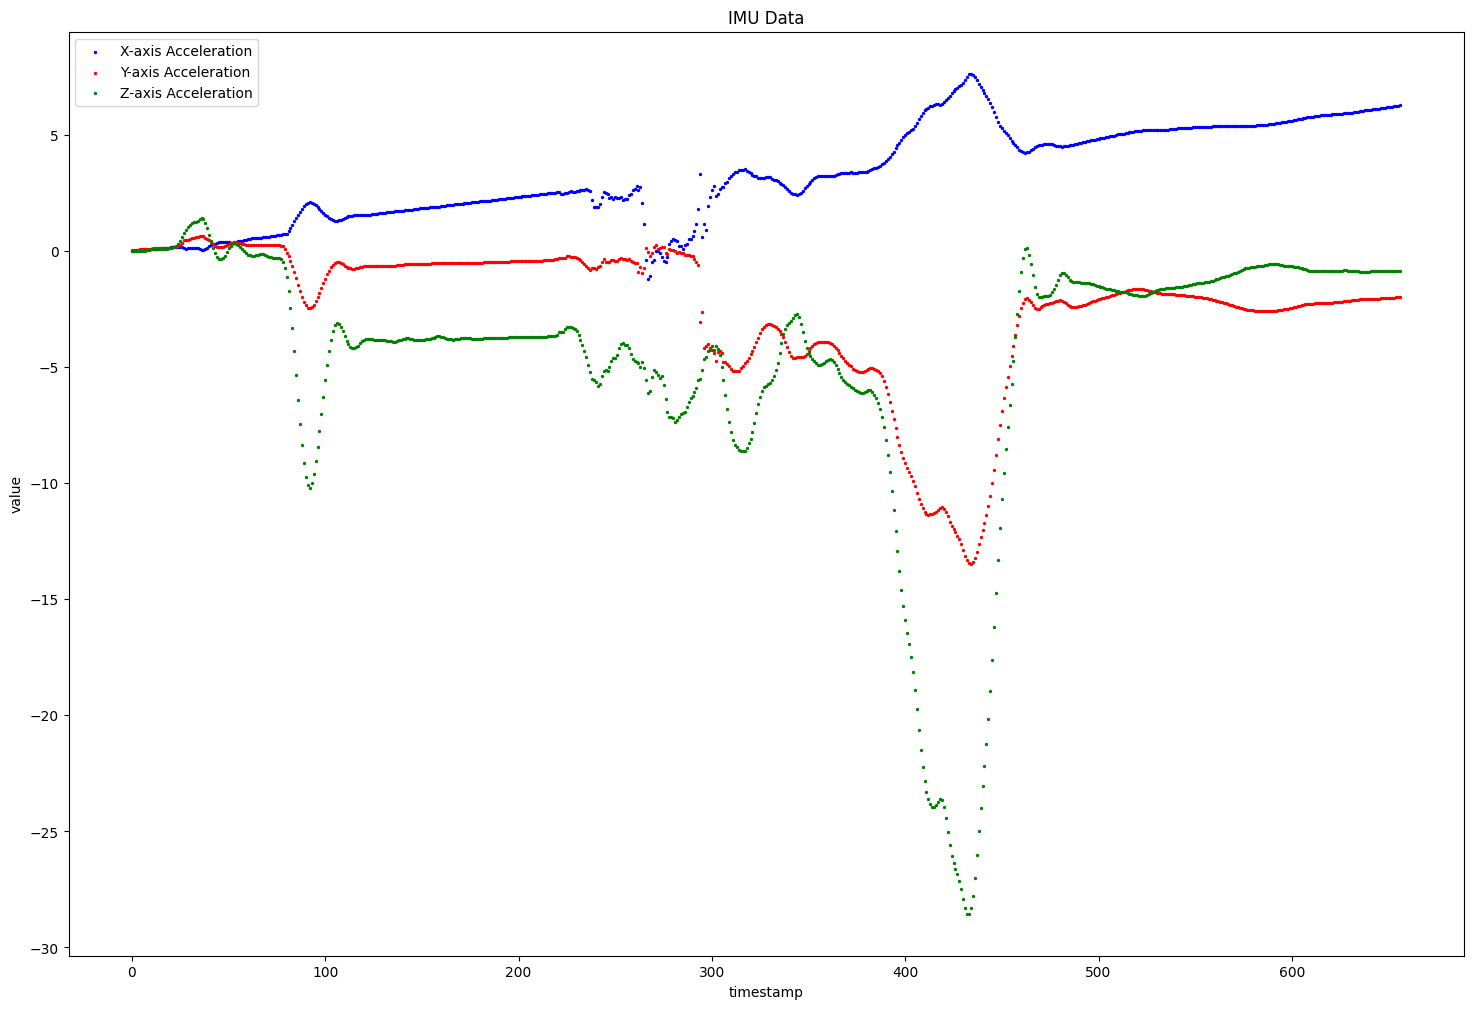 IMU Data
X-axis Acceleration
Y-axis Acceleration
Z-axis Acceleration
5
0
−5
−10
−15
−20
−25
−30
value
0 100 200 300 400 500 600
timestamp